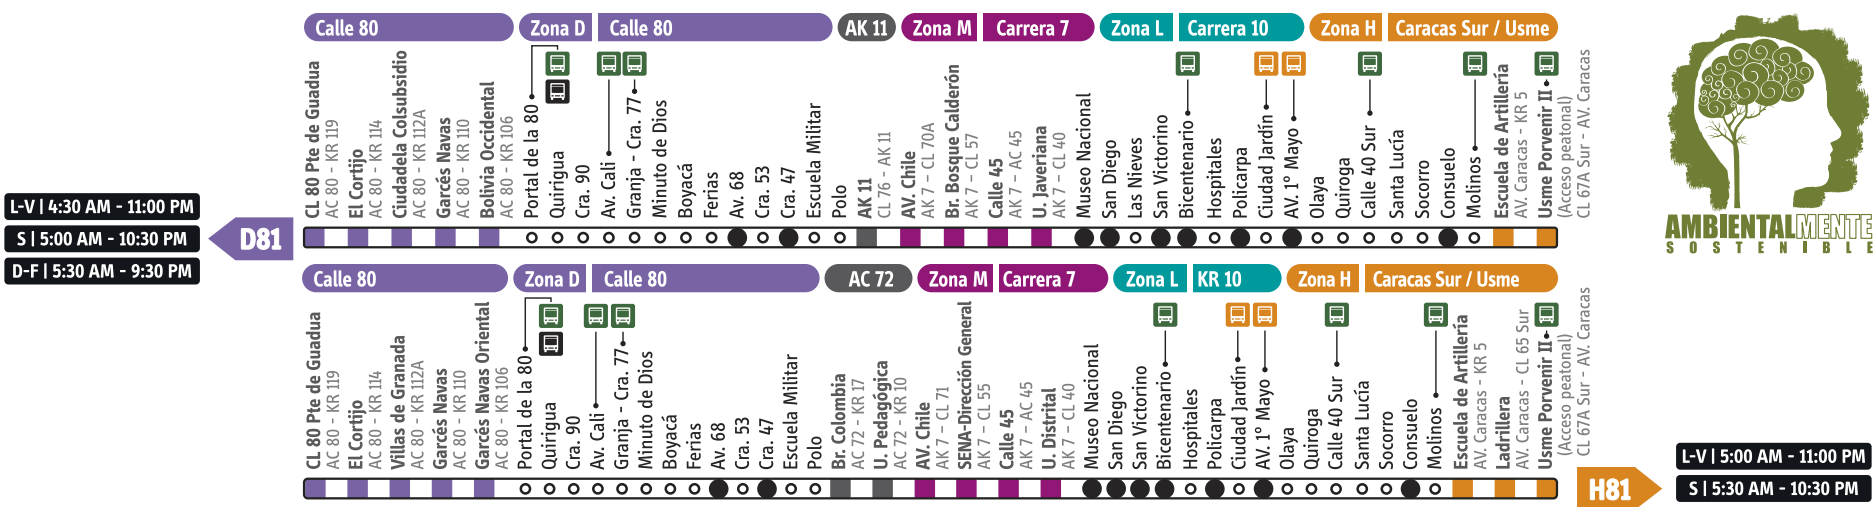 Calle 80
Zona D
Calle 80
AK 11
Zona M
Carrera 7
Zona L
Carrera 10
Zona H
Caracas Sur / Usme
CL 80 Pte de Guadua
AC 80 - KR 119
El Cortijo
AC 80 - KR 114
Ciudadela Colsubsidio
AC 80 - KR 112A
Garcés Navas
AC 80 - KR 110
Bolivia Occidental
AC 80 - KR 106
Portal de la 80
Quirigua
Cra. 90
Av. Cali
Granja - Cra. 77
Minuto de Dios
Boyacá
Ferias
Av. 68
Cra. 53
Cra. 47
Escuela Militar
Polo
AK 11
CL 76 - AK 11
AV. Chile
AK 7 - CL 70A
Br. Bosque Calderón
AK 7 - CL 57
Calle 45
AK 7 - AC 45
U. Javeriana
AK 7 - CL 40
Museo Nacional
San Diego
Las Nieves
San Victorino
Bicentenario
Hospitales
Policarpa
Ciudad Jardín
AV. 1º Mayo
Olaya
Quiroga
Calle 40 Sur
Santa Lucía
Socorro
Consuelo
Molinos
Escuela de Artillería
AV. Caracas - KR 5
Usme Porvenir II
(Acceso peatonal)
CL 67A Sur - AV. Caracas
L-V | 4:30 AM - 11:00 PM
S | 5:00 AM - 10:30 PM
D-F | 5:30 AM - 9:30 PM
D81
AMBIENTALMENTE
SOSTENIBLE
Calle 80
Zona D
Calle 80
AC 72
Zona M
Carrera 7
Zona L
KR 10
Zona H
Caracas Sur / Usme
CL 80 Pte de Guadua
AC 80 - KR 119
El Cortijo
AC 80 - KR 114
Villas de Granada
AC 80 - KR 112A
Garcés Navas
AC 80 - KR 110
Garcés Navas Oriental
AC 80 - KR 106
Portal de la 80
Quirigua
Cra. 90
Av. Cali
Granja - Cra. 77
Minuto de Dios
Boyacá
Ferias
Av. 68
Cra. 53
Cra. 47
Escuela Militar
Polo
Br. Colombia
AC 72 - KR 17
U. Pedagógica
AC 72 - KR 10
AV. Chile
AK 7 - CL 71
SENA-Dirección General
AK 7 - CL 55
Calle 45
AK 7 - AC 45
U. Distrital
AK 7 - CL 40
Museo Nacional
San Diego
San Victorino
Bicentenario
Hospitales
Policarpa
Ciudad Jardín
AV. 1º Mayo
Olaya
Quiroga
Calle 40 Sur
Santa Lucía
Socorro
Consuelo
Molinos
Escuela de Artillería
AV. Caracas - KR 5
Ladrillera
AV. Caracas - CL 65 Sur
Usme Porvenir II
(Acceso peatonal)
CL 67A Sur - AV. Caracas
H81
L-V | 5:00 AM - 11:00 PM
S | 5:30 AM - 10:30 PM